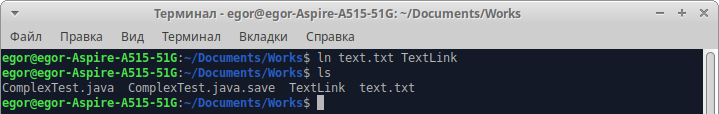 Терминал - egor@egor-Aspire-A515-51G: ~/Documents/Works
Файл Правка Вид Терминал Вкладки Справка
egor@egor-Aspire-A515-51G:~/Documents/Works$ ln text.txt TextLink
egor@egor-Aspire-A515-51G:~/Documents/Works$ ls
ComplexTest.java ComplexTest.java.save TextLink text.txt
egor@egor-Aspire-A515-51G:~/Documents/Works$